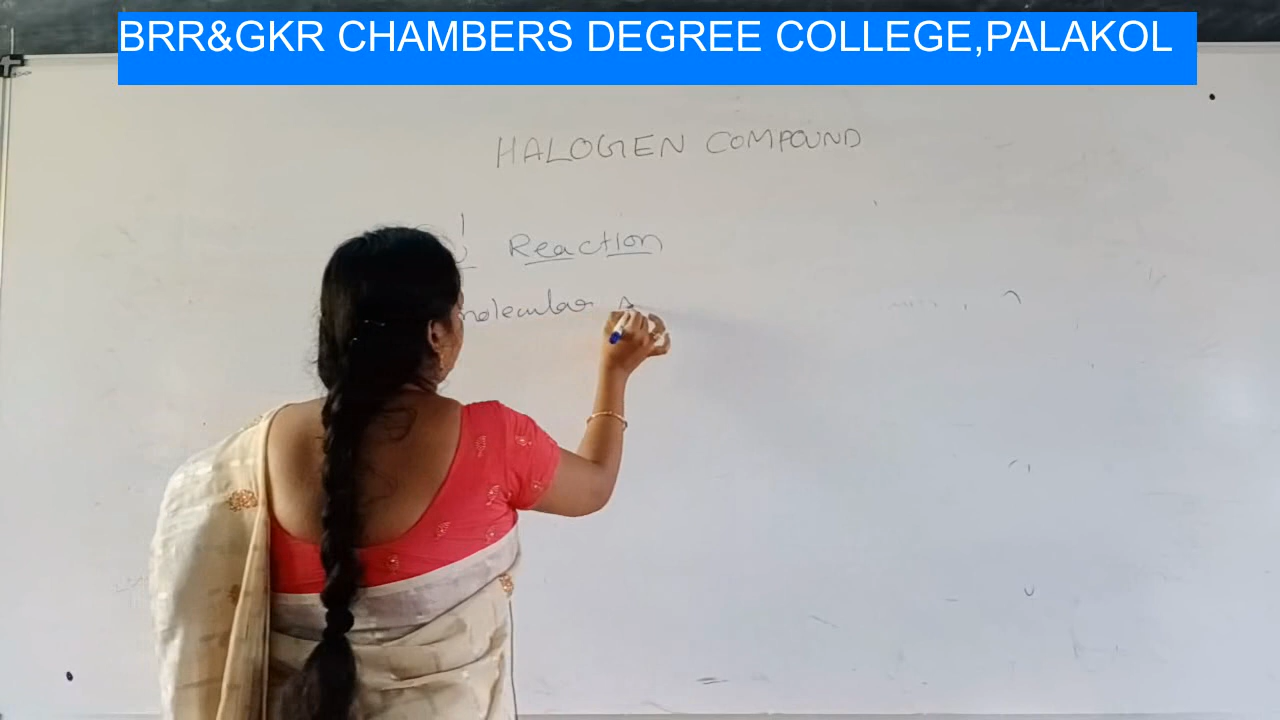 BRR&GKR CHAMBERS DEGREE COLLEGE,PALAKOL
HALOGEN COMPOUND
Reaction
molecular